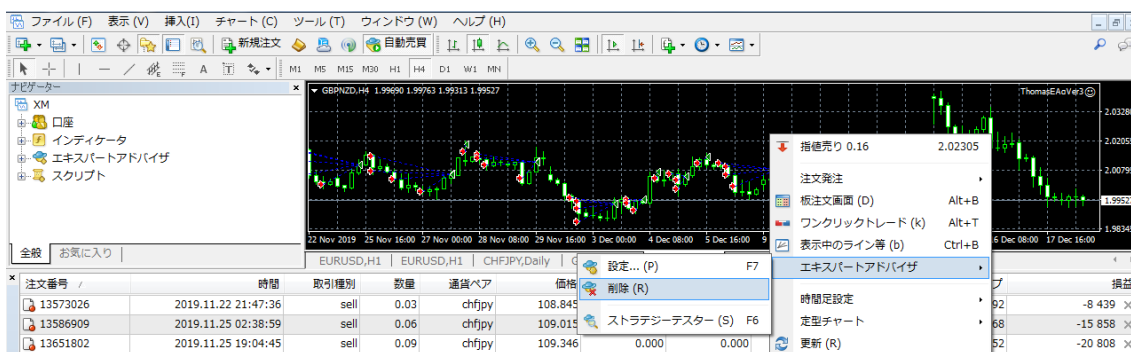 ファイル (F) 表示 (V) 挿入(I) チャート (C) ツール (T) ウィンドウ (W) ヘルプ (H)
新規注文 自動売買
A T M1 M5 M15 M30 H1 H4 D1 W1 MN
ナビゲーター
XM
口座
インディケータ
エキスパートアドバイザ
スクリプト
全般 お気に入り
GBPNZD,H4 1.99690 1.99763 1.99313 1.99527
ThomasEAoVer3
2.0328
2.0205
2.0079
1.9952
1.9834
22 Nov 2019 25 Nov 16:00 27 Nov 00:00 28 Nov 08:00 29 Nov 16:00 3 Dec 00:00 4 Dec 08:00 5 Dec 16:00 9 6 Dec 08:00 17 Dec 16:00
EURUSD,H1 EURUSD,H1 CHFJPY,Daily
指値売り 0.16 2.02305
注文発注
板注文画面 (D) Alt+B
ワンクリックトレード (k) Alt+T
表示中のライン等 (b) Ctrl+B
エキスパートアドバイザ
時間足設定
定型チャート
更新 (R)
設定... (P) F7
削除 (R)
ストラテジーテスター (S) F6
注文番号 / 時間 取引種別 数量 通貨ペア 価格 プ 損益
13573026 2019.11.22 21:47:36 sell 0.03 chfjpy 108.845 92 -8 439
13586909 2019.11.25 02:38:59 sell 0.06 chfjpy 109.015 68 -15 858
13651802 2019.11.25 19:04:45 sell 0.09 chfjpy 109.346 0.000 0.000 52 -20 808